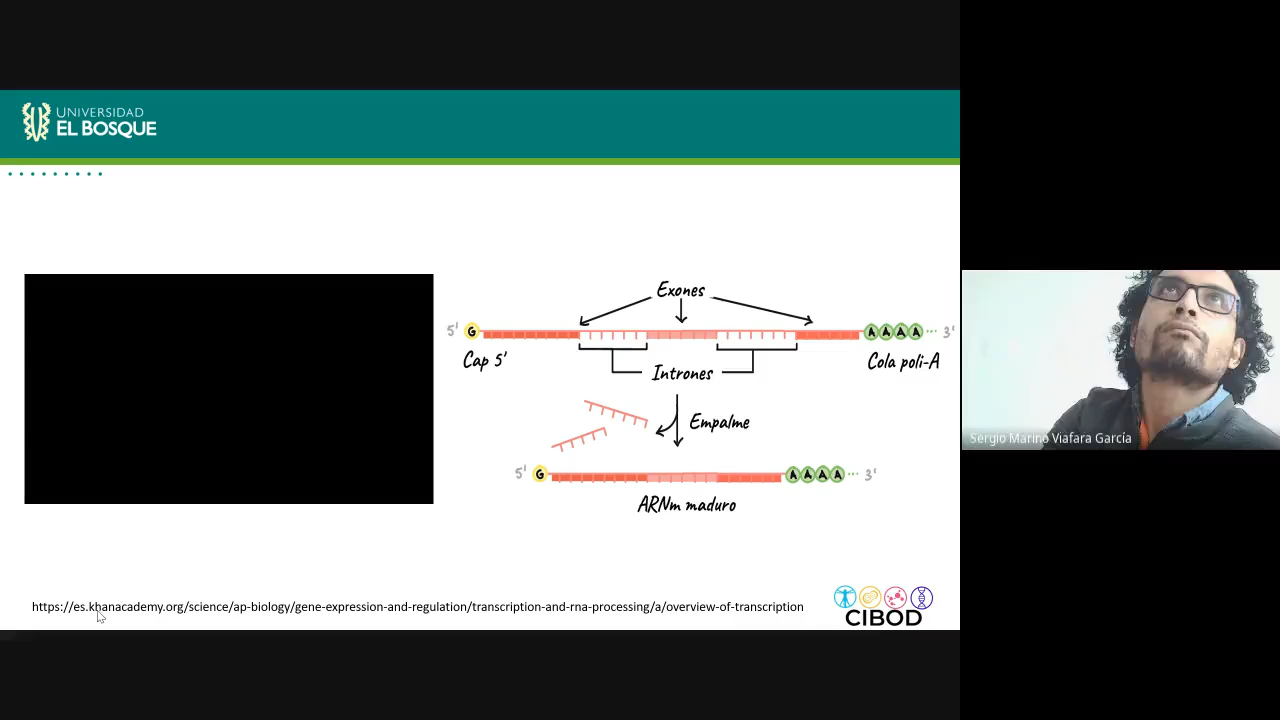 UNIVERSIDAD
EL BOSQUE
Exones
5' G A A A A ... 3'
Cap 5' Cola poli-A
Intrones
Empalme
5' G A A A A ... 3'
ARNm maduro
https://es.khanacademy.org/science/ap-biology/gene-expression-and-regulation/transcription-and-rna-processing/a/overview-of-transcription
CIBOD
Sergio Marino Viafara García